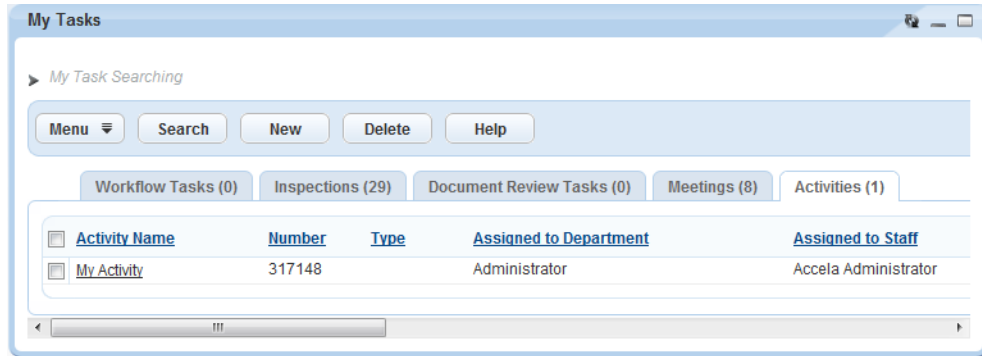 My Tasks
My Task Searching
Menu Search New Delete Help
Workflow Tasks (0) Inspections (29) Document Review Tasks (0) Meetings (8) Activities (1)
Activity Name Number Type Assigned to Department Assigned to Staff
My Activity 317148 Administrator Accela Administrator